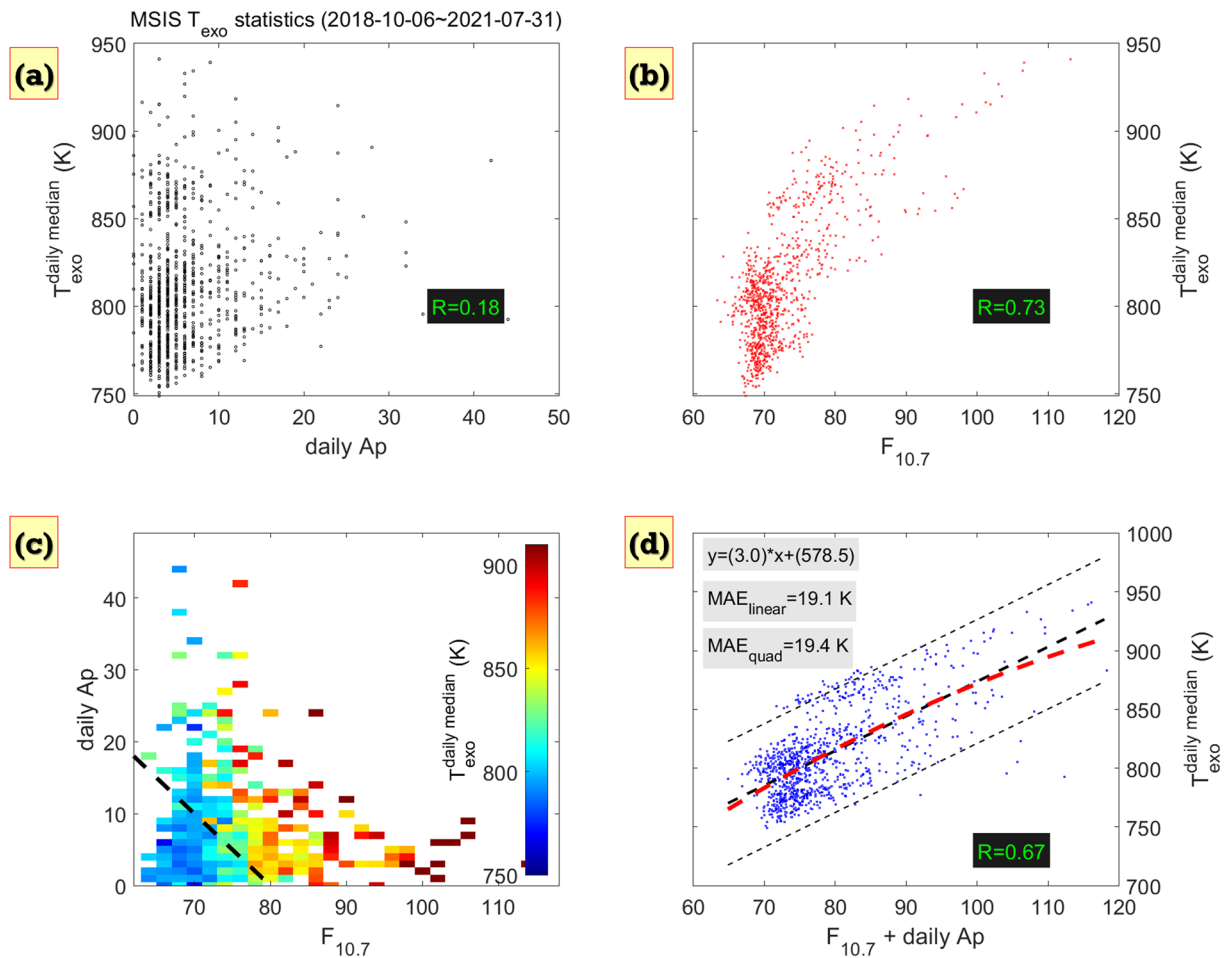 MSIS T_exo statistics (2018-10-06~2021-07-31)
(a)
950
900
850
800
750
T_exo^daily median (K)
R=0.18
0 10 20 30 40 50
daily Ap
(b)
950
900
850
800
750
T_exo^daily median (K)
R=0.73
60 70 80 90 100 110 120
F_10.7
(c)
40
30
20
10
0
daily Ap
900
850
800
750
T_exo^daily median (K)
70 80 90 100 110
F_10.7
(d)
y=(3.0)*x+(578.5)
MAE_linear=19.1 K
MAE_quad=19.4 K
1000
950
900
850
800
750
700
T_exo^daily median (K)
R=0.67
60 70 80 90 100 110 120
F_10.7 + daily Ap